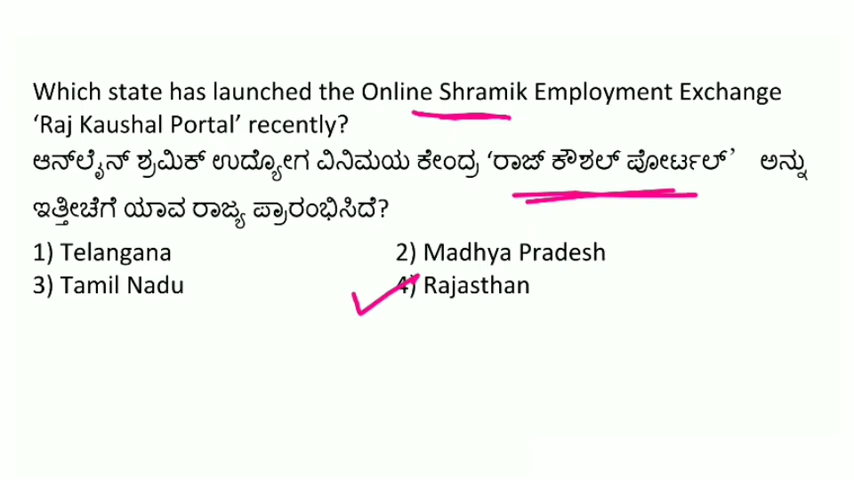 Which state has launched the Online Shramik Employment Exchange
‘Raj Kaushal Portal’ recently?
ಆನ್‌ಲೈನ್ ಶ್ರಮಿಕ್ ಉದ್ಯೋಗ ವಿನಿಮಯ ಕೇಂದ್ರ ‘ರಾಜ್ ಕೌಶಲ್ ಪೋರ್ಟಲ್’ ಅನ್ನು
ಇತ್ತೀಚೆಗೆ ಯಾವ ರಾಜ್ಯ ಪ್ರಾರಂಭಿಸಿದೆ?
1) Telangana 2) Madhya Pradesh
3) Tamil Nadu 4) Rajasthan